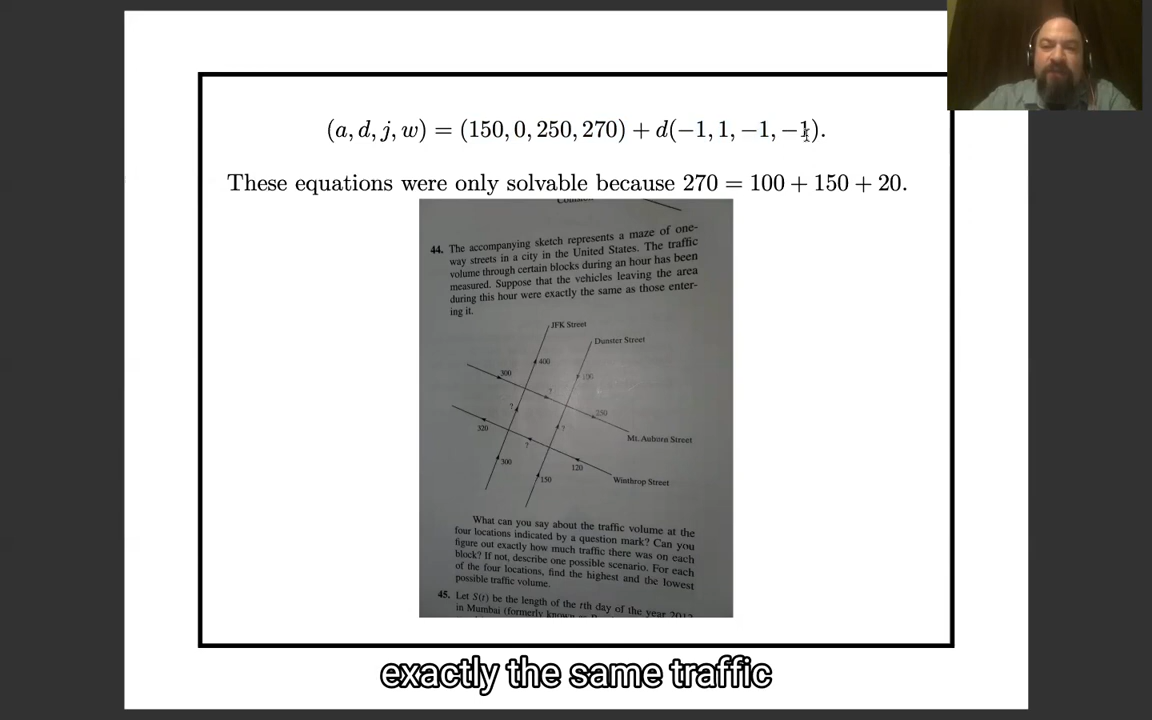 (a, d, j, w) = (150, 0, 250, 270) + d(−1, 1, −1, −1).
These equations were only solvable because 270 = 100 + 150 + 20.
44. The accompanying sketch represents a maze of one-
way streets in a city in the United States. The traffic
volume through certain blocks during an hour has been
measured. Suppose that the vehicles leaving the area
during this hour were exactly the same as those enter-
ing it.
JFK Street
Dunster Street
400
300
100
?
?
250
320
?
?
Mt. Auburn Street
300
120
150
Winthrop Street
What can you say about the traffic volume at the
four locations indicated by a question mark? Can you
figure out exactly how much traffic there was on each
block? If not, describe one possible scenario. For each
of the four locations, find the highest and the lowest
possible traffic volume.
45. Let S(t) be the length of the tth day of the year
in Mumbai (formerly known
exactly the same traffic